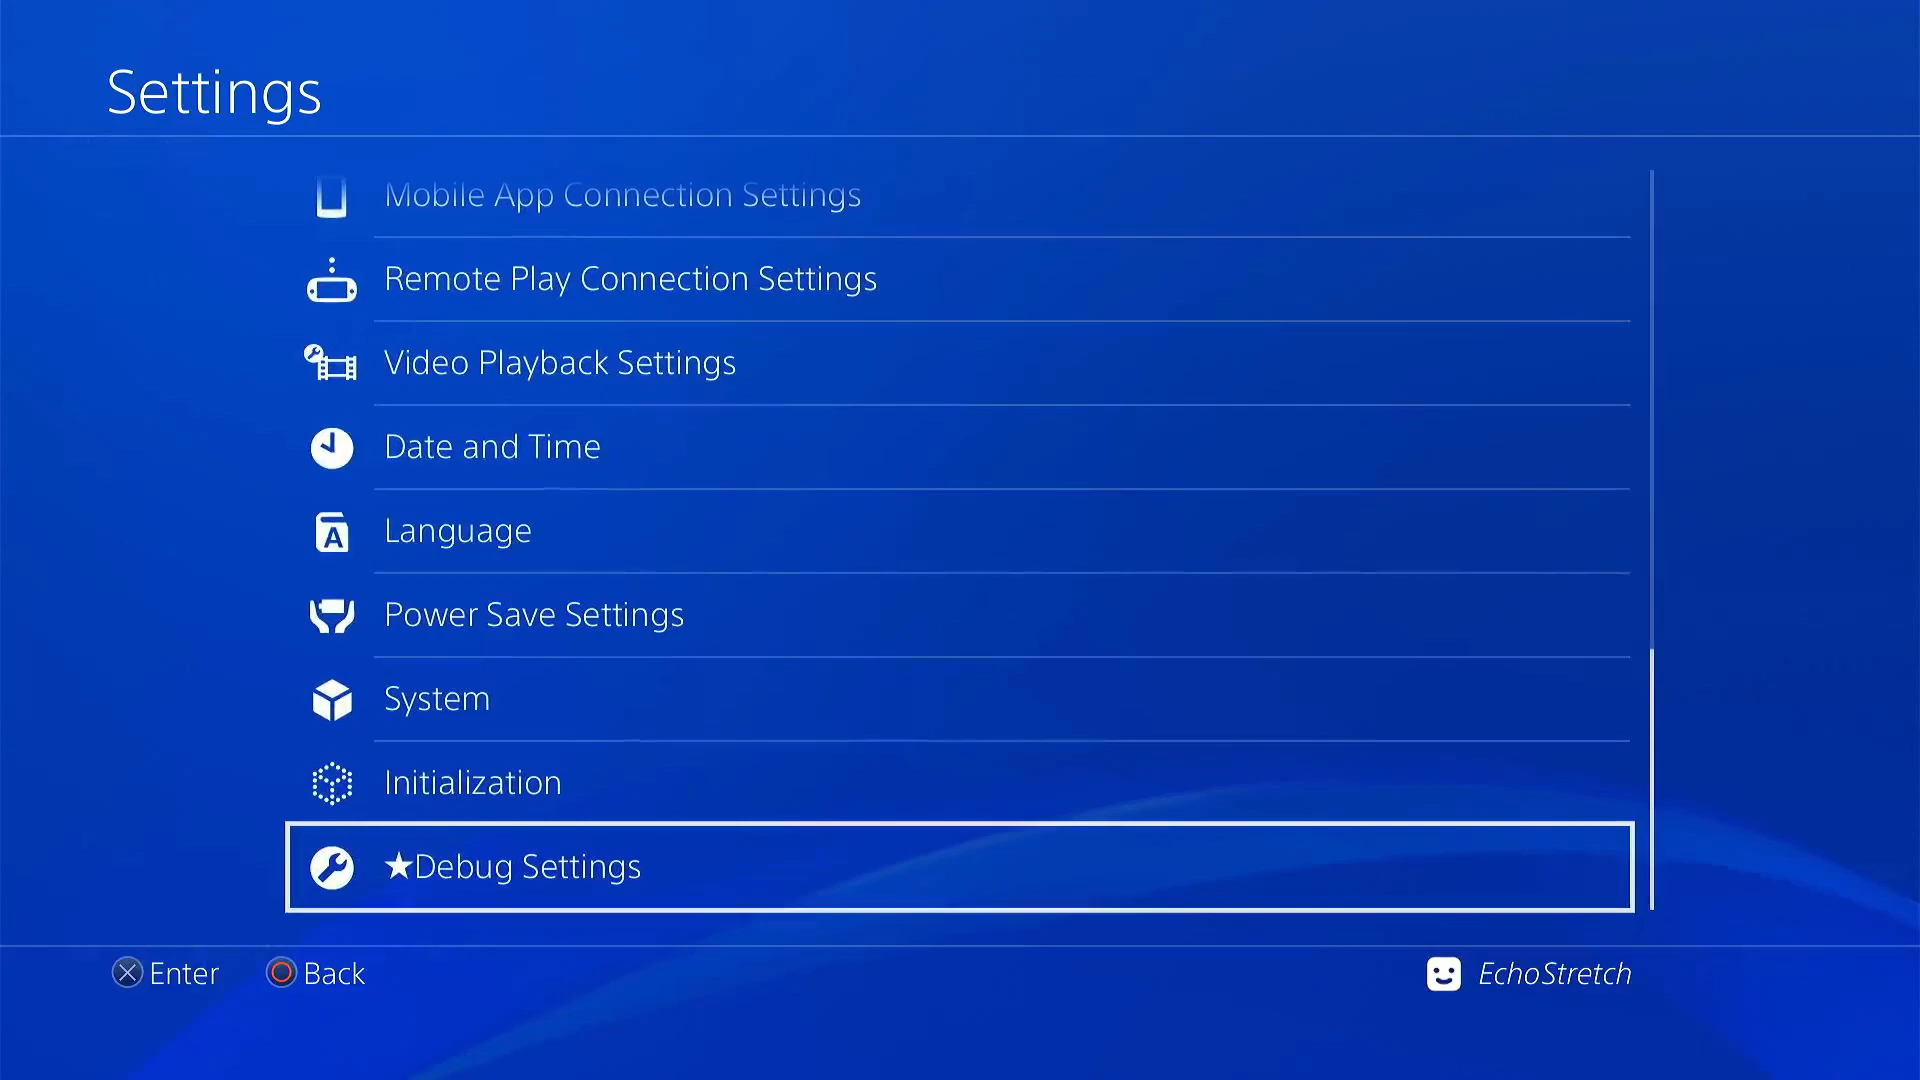 Settings
Mobile App Connection Settings
Remote Play Connection Settings
Video Playback Settings
Date and Time
Language
Power Save Settings
System
Initialization
★Debug Settings
Enter
Back
EchoStretch